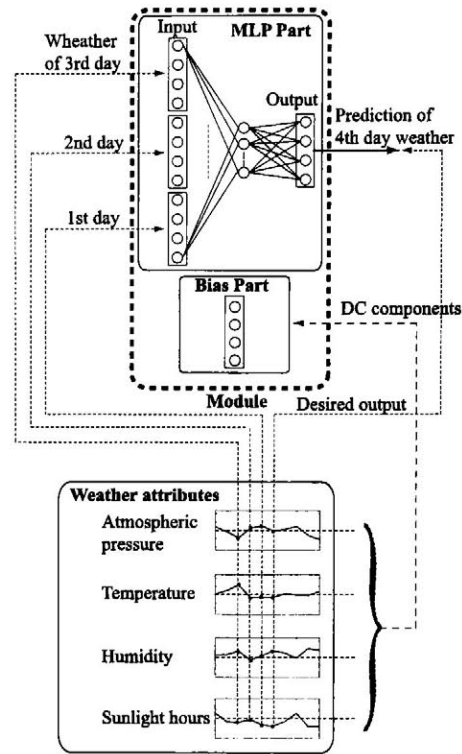 Input
MLP Part
Wheather
of 3rd day
Output
Prediction of
4th day weather
2nd day
1st day
Bias Part
DC components
Module
Desired output
Weather attributes
Atmospheric
pressure
Temperature
Humidity
Sunlight hours